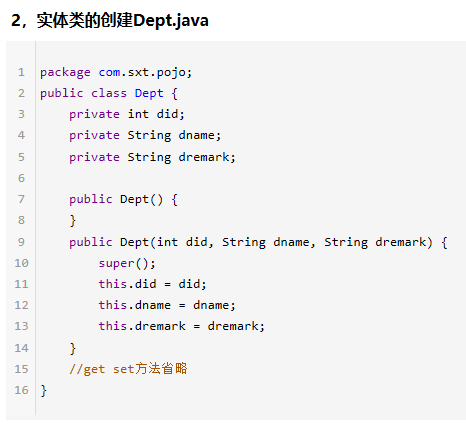 2，实体类的创建Dept.java
1 package com.sxt.pojo;
2 public class Dept {
3     private int did;
4     private String dname;
5     private String dremark;
6
7     public Dept() {
8     }
9     public Dept(int did, String dname, String dremark) {
10         super();
11         this.did = did;
12         this.dname = dname;
13         this.dremark = dremark;
14     }
15     //get set方法省略
16 }